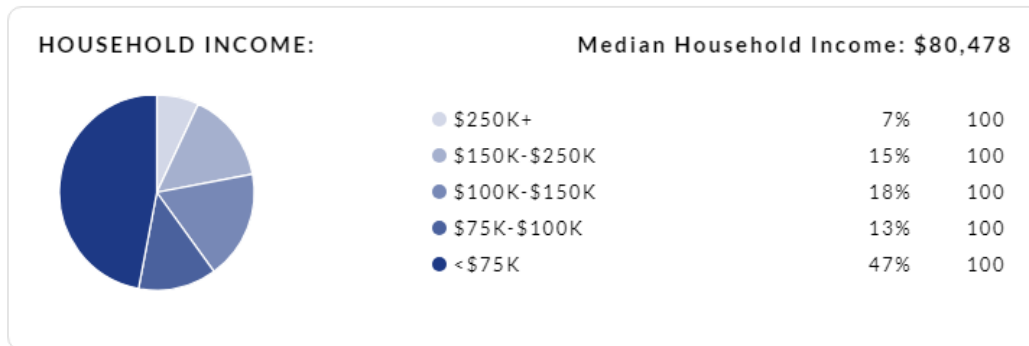 HOUSEHOLD INCOME: Median Household Income: $80,478
$250K+ 7% 100
$150K-$250K 15% 100
$100K-$150K 18% 100
$75K-$100K 13% 100
<$75K 47% 100